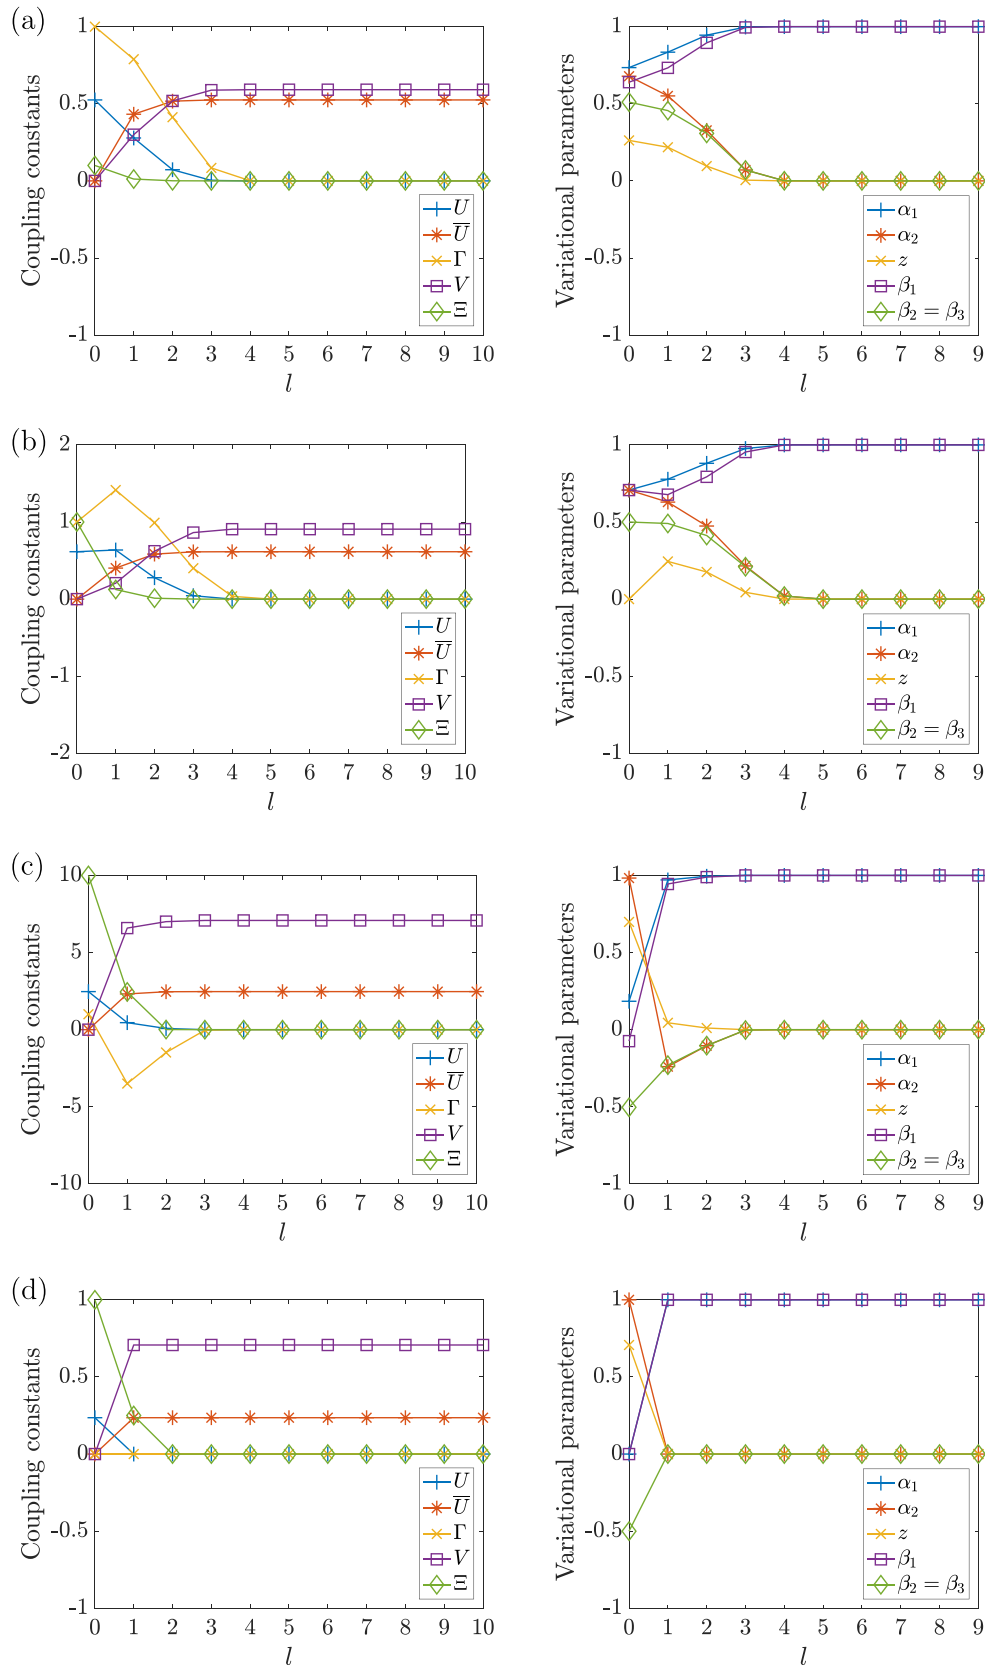 (a)
Coupling constants
1
0.5
0
-0.5
-1
0 1 2 3 4 5 6 7 8 9 10
l
U
U̅
Γ
V
Ξ
Variational parameters
1
0.5
0
-0.5
-1
0 1 2 3 4 5 6 7 8 9
l
α₁
α₂
z
β₁
β₂ = β₃
(b)
Coupling constants
2
1
0
-1
-2
0 1 2 3 4 5 6 7 8 9 10
l
U
U̅
Γ
V
Ξ
Variational parameters
1
0.5
0
-0.5
-1
0 1 2 3 4 5 6 7 8 9
l
α₁
α₂
z
β₁
β₂ = β₃
(c)
Coupling constants
10
5
0
-5
-10
0 1 2 3 4 5 6 7 8 9 10
l
U
U̅
Γ
V
Ξ
Variational parameters
1
0.5
0
-0.5
-1
0 1 2 3 4 5 6 7 8 9
l
α₁
α₂
z
β₁
β₂ = β₃
(d)
Coupling constants
1
0.5
0
-0.5
-1
0 1 2 3 4 5 6 7 8 9 10
l
U
U̅
Γ
V
Ξ
Variational parameters
1
0.5
0
-0.5
-1
0 1 2 3 4 5 6 7 8 9
l
α₁
α₂
z
β₁
β₂ = β₃